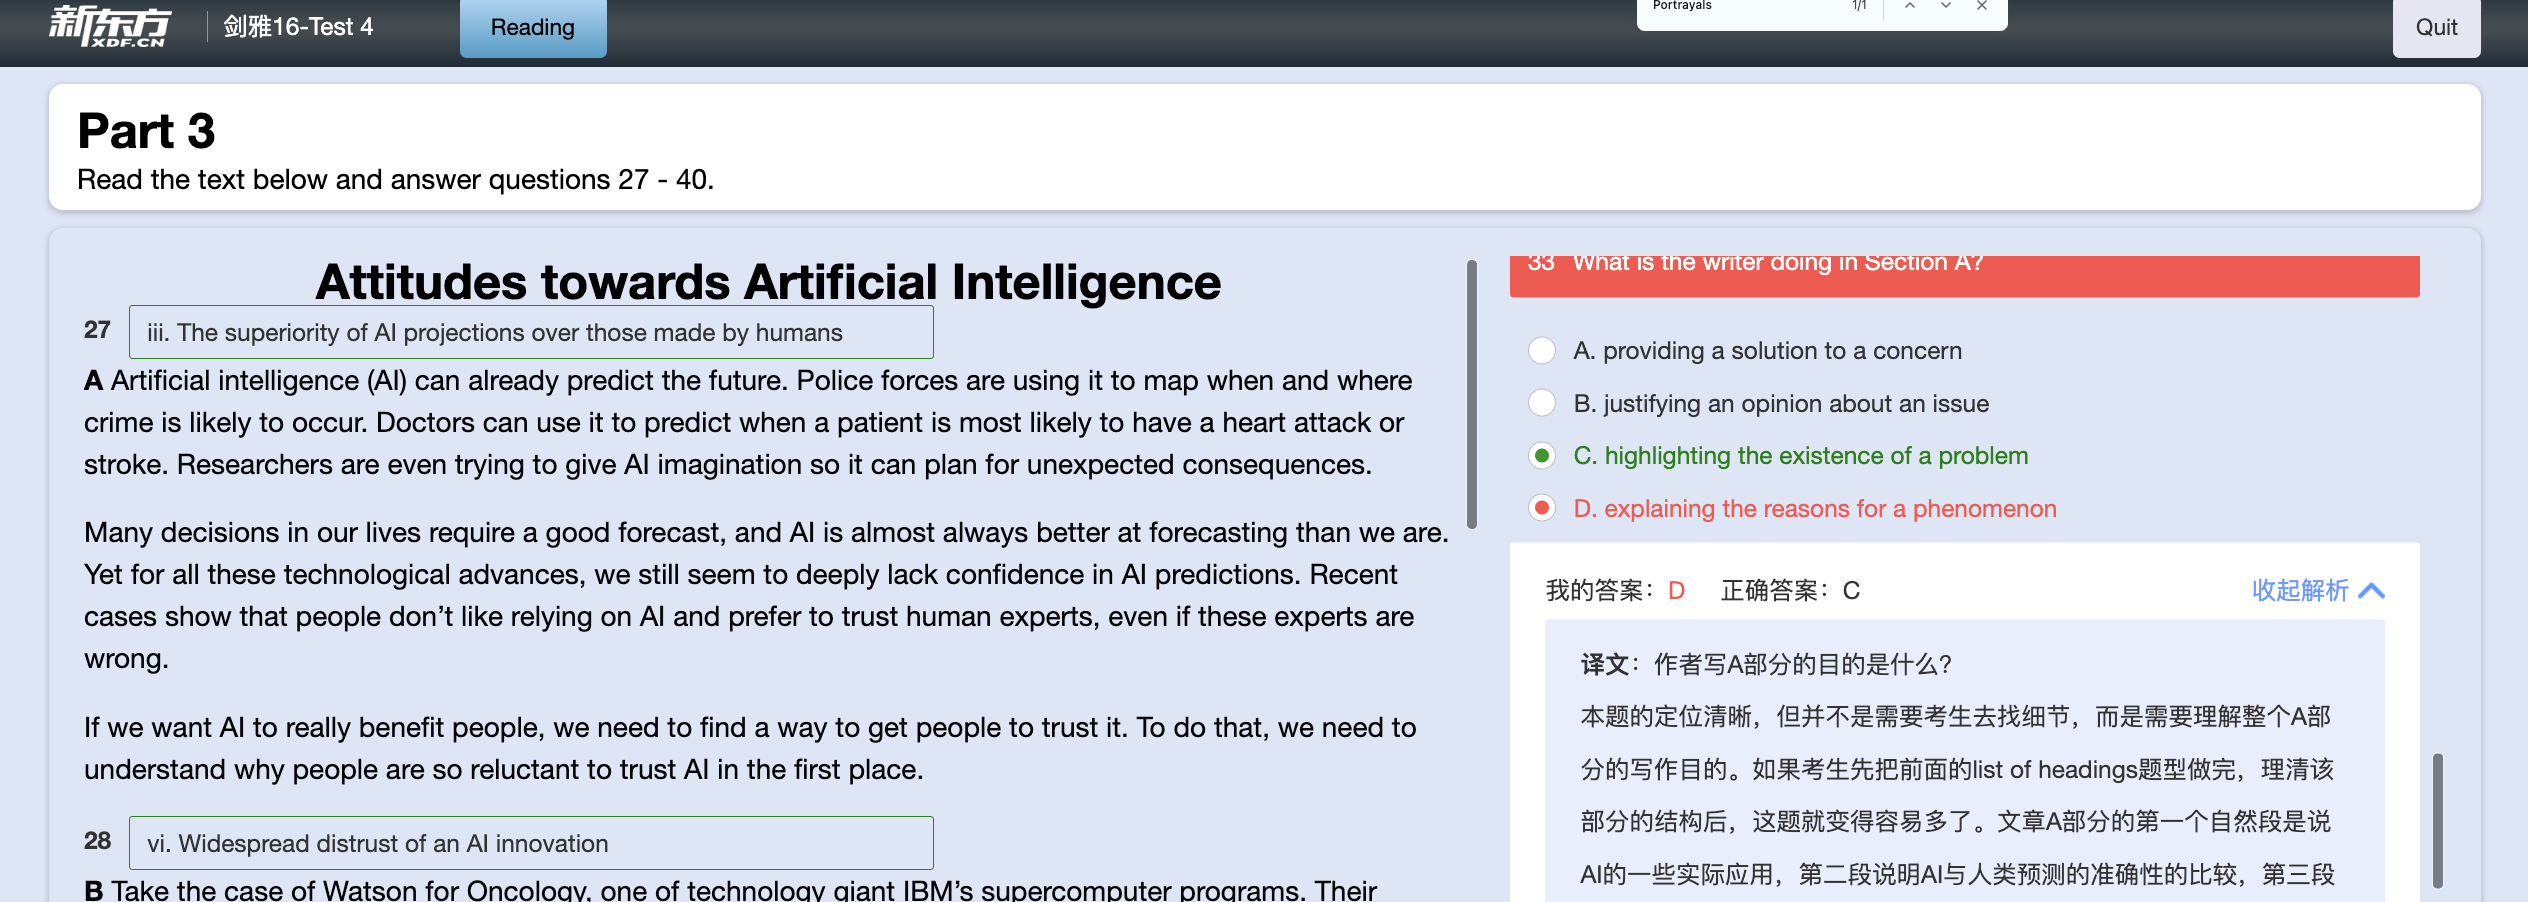 新东方 XDF.CN
剑雅16-Test 4
Reading
Portrayals
1/1
Quit
Part 3
Read the text below and answer questions 27 - 40.
Attitudes towards Artificial Intelligence
27 iii. The superiority of AI projections over those made by humans
A Artificial intelligence (AI) can already predict the future. Police forces are using it to map when and where
crime is likely to occur. Doctors can use it to predict when a patient is most likely to have a heart attack or
stroke. Researchers are even trying to give AI imagination so it can plan for unexpected consequences.
Many decisions in our lives require a good forecast, and AI is almost always better at forecasting than we are.
Yet for all these technological advances, we still seem to deeply lack confidence in AI predictions. Recent
cases show that people don’t like relying on AI and prefer to trust human experts, even if these experts are
wrong.
If we want AI to really benefit people, we need to find a way to get people to trust it. To do that, we need to
understand why people are so reluctant to trust AI in the first place.
28 vi. Widespread distrust of an AI innovation
B Take the case of Watson for Oncology, one of technology giant IBM’s supercomputer programs. Their
33 What is the writer doing in Section A?
A. providing a solution to a concern
B. justifying an opinion about an issue
C. highlighting the existence of a problem
D. explaining the reasons for a phenomenon
我的答案：D 正确答案：C
收起解析
译文：作者写A部分的目的是什么？
本题的定位清晰，但并不是需要考生去找细节，而是需要理解整个A部
分的写作目的。如果考生先把前面的list of headings题型做完，理清该
部分的结构后，这题就变得容易多了。文章A部分的第一个自然段是说
AI的一些实际应用，第二段说明AI与人类预测的准确性的比较，第三段